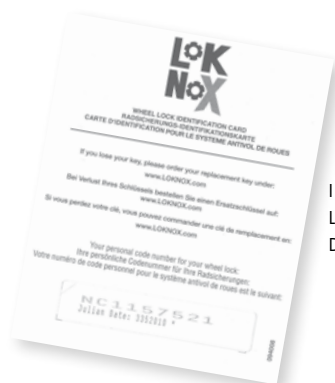 LOK
NOX
WHEEL LOCK IDENTIFICATION CARD
RADSICHERUNGS-IDENTIFIKATIONSKARTE
CARTE D'IDENTIFICATION POUR LE SYSTEME ANTIVOL DE ROUES
If you lose your key, please order your replacement key under:
www.LOKNOX.com
Bei Verlust Ihres Schlüssels bestellen Sie einen Ersatzschlüssel auf:
www.LOKNOX.com
Si vous perdez votre clé, vous pouvez commander une clé de remplacement en:
www.LOKNOX.com
Your personal code number for your wheel lock:
Ihre persönliche Codenummer für Ihre Radsicherungen:
Votre numéro de code personnel pour le système antivol de roues est le suivant:
NC1157521
Julian Date: 3352010 *
I
L
D